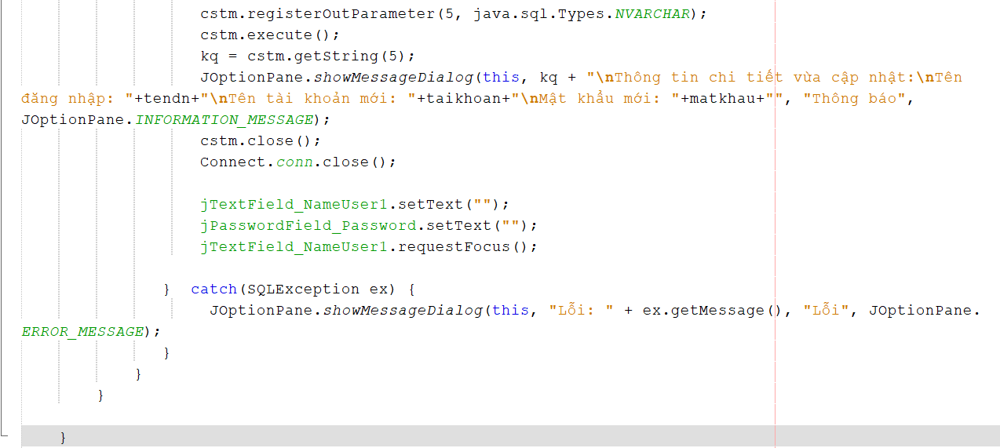 cstm.registerOutParameter(5, java.sql.Types.NVARCHAR);
cstm.execute();
kq = cstm.getString(5);
JOptionPane.showMessageDialog(this, kq + "\nThông tin chi tiết vừa cập nhật:\nTên
đăng nhập: "+tendn+"\nTên tài khoản mới: "+taikhoan+"\nMật khẩu mới: "+matkhau+"", "Thông báo",
JOptionPane.INFORMATION_MESSAGE);
cstm.close();
Connect.conn.close();
jTextField_NameUser1.setText("");
jPasswordField_Password.setText("");
jTextField_NameUser1.requestFocus();
} catch(SQLException ex) {
JOptionPane.showMessageDialog(this, "Lỗi: " + ex.getMessage(), "Lỗi", JOptionPane.
ERROR_MESSAGE);
}
}
}
}